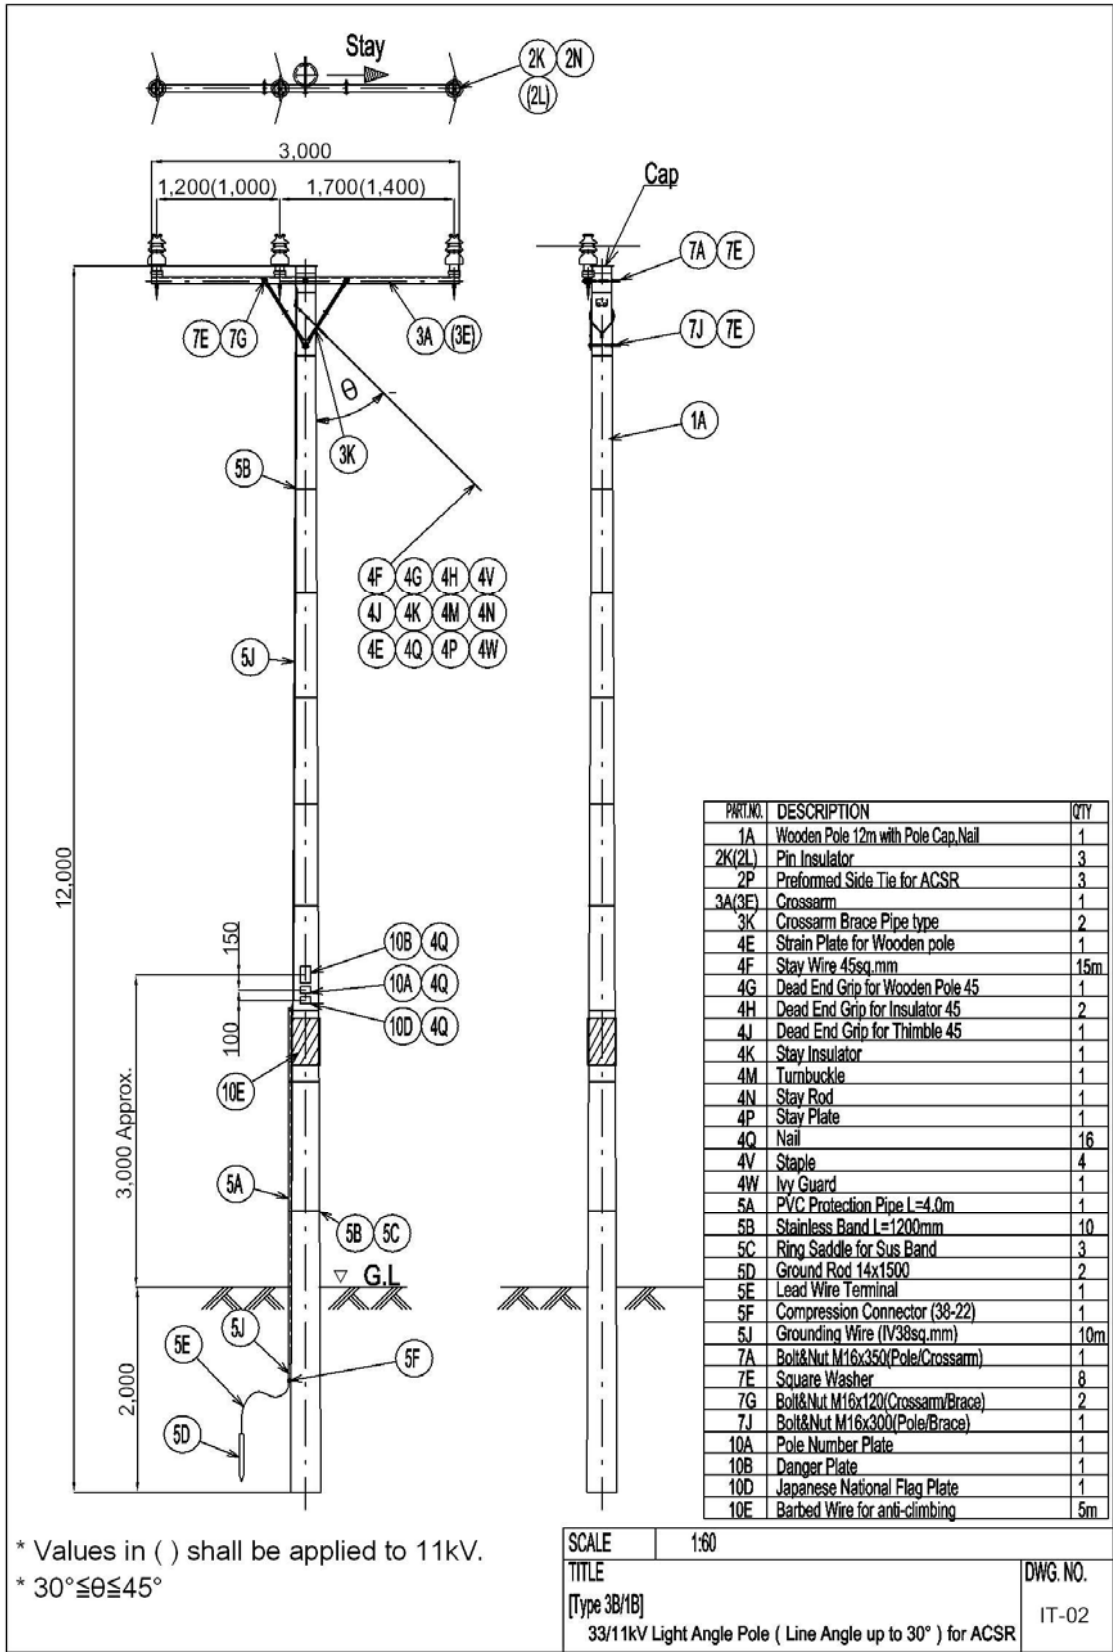 Stay
2K 2N
(2L)
3,000
1,200(1,000) 1,700(1,400)
Cap
7A 7E
7E 7G
3A (3E)
7J 7E
θ
1A
3K
5B
4F 4G 4H 4V
4J 4K 4M 4N
4E 4Q 4P 4W
5J
12,000
150
10B 4Q
10A 4Q
10D 4Q
100
10E
3,000 Approx.
5A
5B 5C
▽ G.L
5J
5E
5F
2,000
5D
PART.NO. DESCRIPTION Q'TY
1A Wooden Pole 12m with Pole Cap,Nail 1
2K(2L) Pin Insulator 3
2P Preformed Side Tie for ACSR 3
3A(3E) Crossarm 1
3K Crossarm Brace Pipe type 2
4E Strain Plate for Wooden pole 1
4F Stay Wire 45sq.mm 15m
4G Dead End Grip for Wooden Pole 45 1
4H Dead End Grip for Insulator 45 2
4J Dead End Grip for Thimble 45 1
4K Stay Insulator 1
4M Turnbuckle 1
4N Stay Rod 1
4P Stay Plate 1
4Q Nail 16
4V Staple 4
4W Ivy Guard 1
5A PVC Protection Pipe L=4.0m 1
5B Stainless Band L=1200mm 10
5C Ring Saddle for Sus Band 3
5D Ground Rod 14x1500 2
5E Lead Wire Terminal 1
5F Compression Connector (38-22) 1
5J Grounding Wire (IV38sq.mm) 10m
7A Bolt&Nut M16x350(Pole/Crossarm) 1
7E Square Washer 8
7G Bolt&Nut M16x120(Crossarm/Brace) 2
7J Bolt&Nut M16x300(Pole/Brace) 1
10A Pole Number Plate 1
10B Danger Plate 1
10D Japanese National Flag Plate 1
10E Barbed Wire for anti-climbing 5m
* Values in ( ) shall be applied to 11kV.
* 30°≦θ≦45°
SCALE 1:60
TITLE DWG. NO.
[Type 3B/1B]
33/11kV Light Angle Pole ( Line Angle up to 30° ) for ACSR IT-02